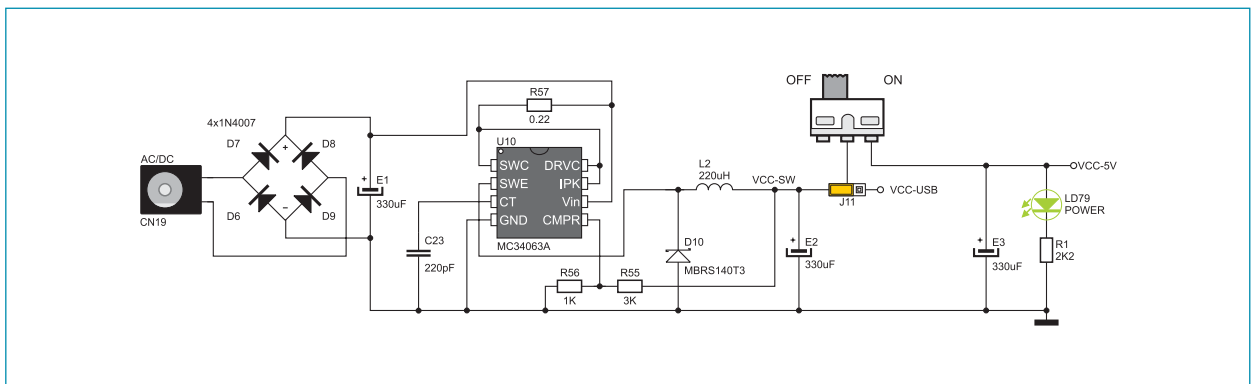 OFF ON
R57
0.22
4x1N4007
D7 D8
U10
AC/DC
SWC DRVC
SWE IPK
CT Vin
GND CMPR
MC34063A
E1
330uF
D6 D9
CN19
C23
220pF
L2
220uH
VCC-SW
VCC-5V
VCC-USB
J11
LD79
POWER
D10
MBRS140T3
E2
330uF
E3
330uF
R1
2K2
R56 R55
1K 3K
+
−
+
+
+